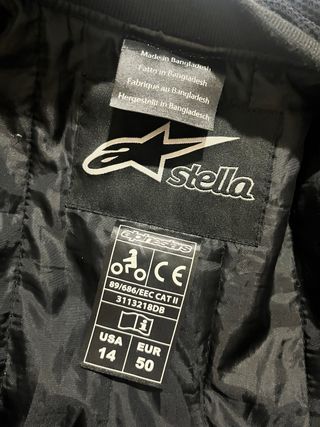 Made in Bangladesh
Fatto in Bangladesh
Fabriqué au Bangladesh
Hergestellt in Bangladesch
stella
alpinestars
CE
89/686/EEC CAT II
3113218DB
i
USA EUR
14 50